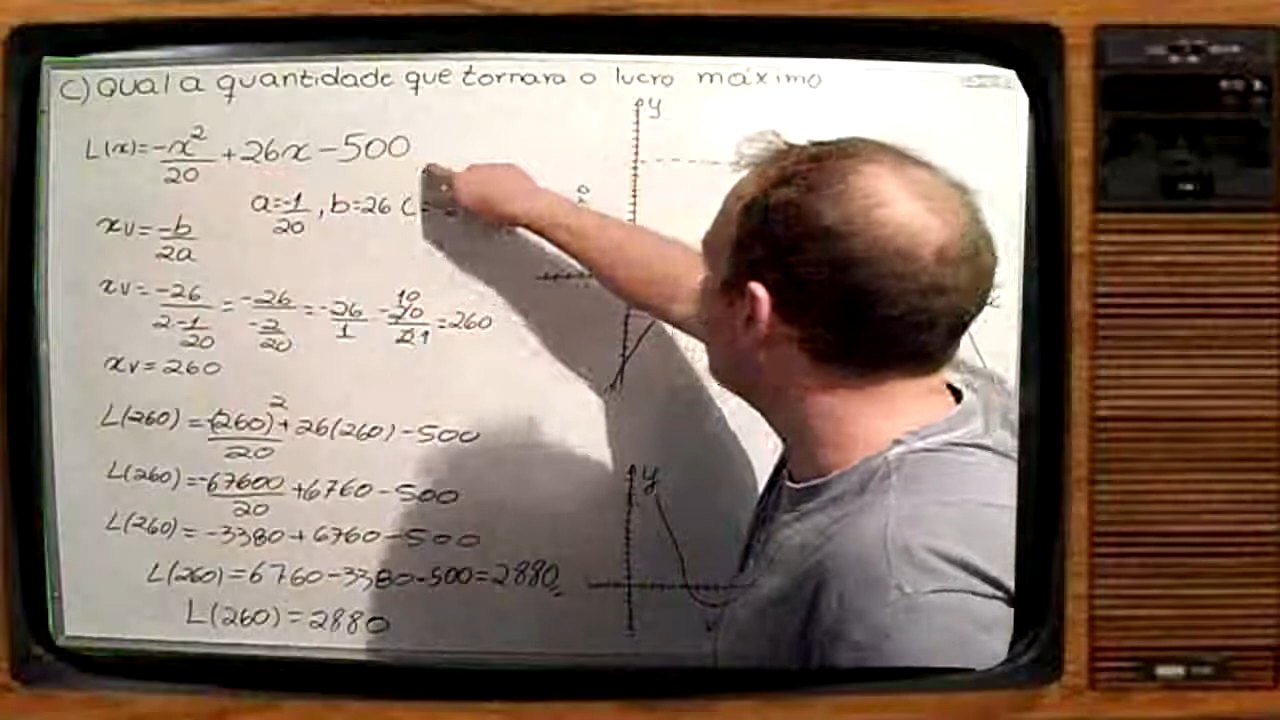 C) Qual a quantidade que tornara o lucro máximo
L(x)=-x²/20+26x-500
a=-1/20, b=26 C=
xv=-b/2a
xv=-26/2·-1/20=-26/-2/20=-26/1·-20/21=260
10
xv=260
L(260)=-(260)²/20+26(260)-500
L(260)=-67600/20+6760-500
L(260)=-3380+6760-500
L(260)=6760-3380-500=2880
L(260)=2880
y
y
x